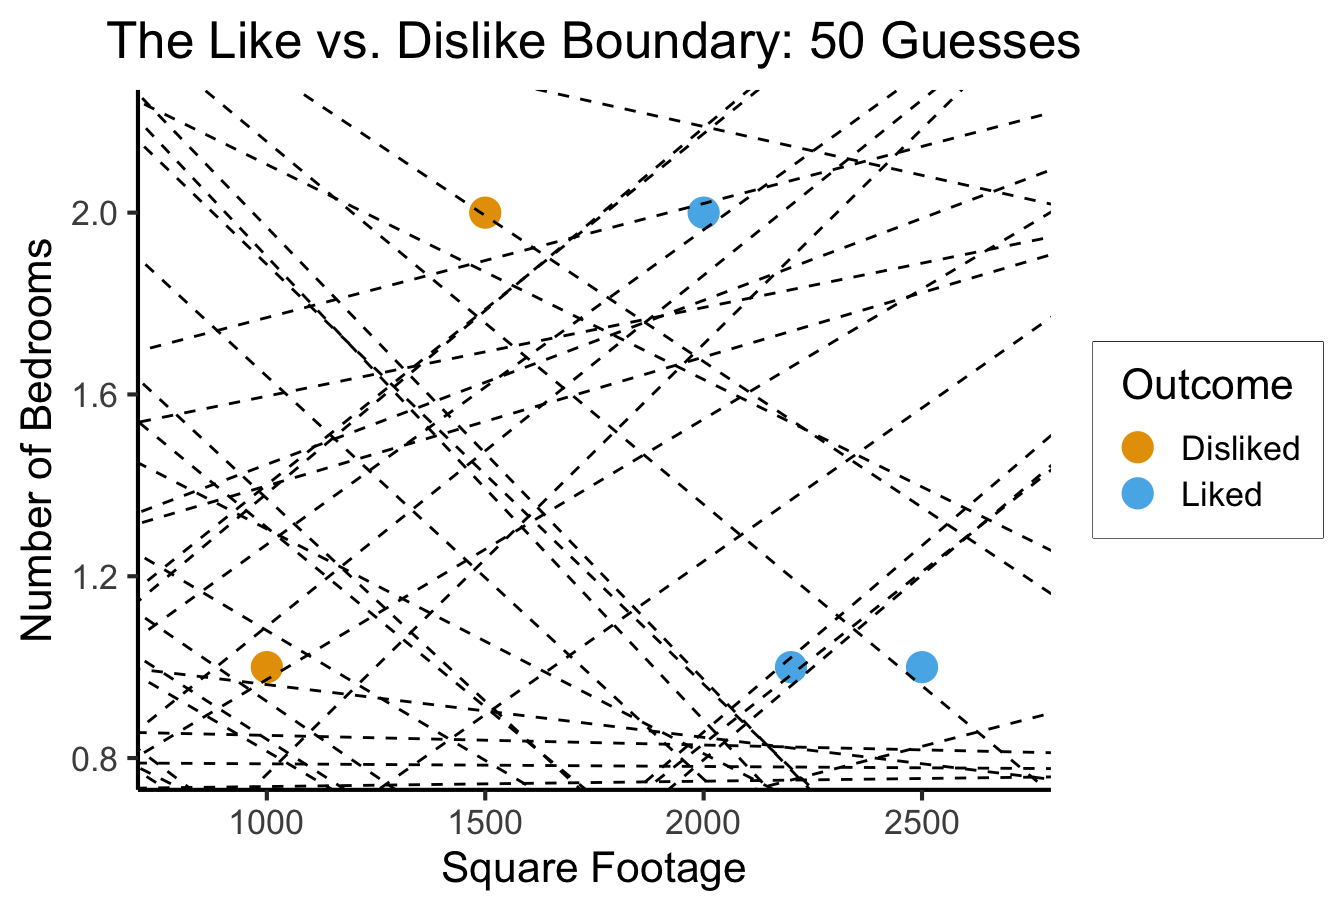 The Like vs. Dislike Boundary: 50 Guesses
Number of Bedrooms
2.0
1.6
1.2
0.8
1000 1500 2000 2500
Square Footage
Outcome
Disliked
Liked